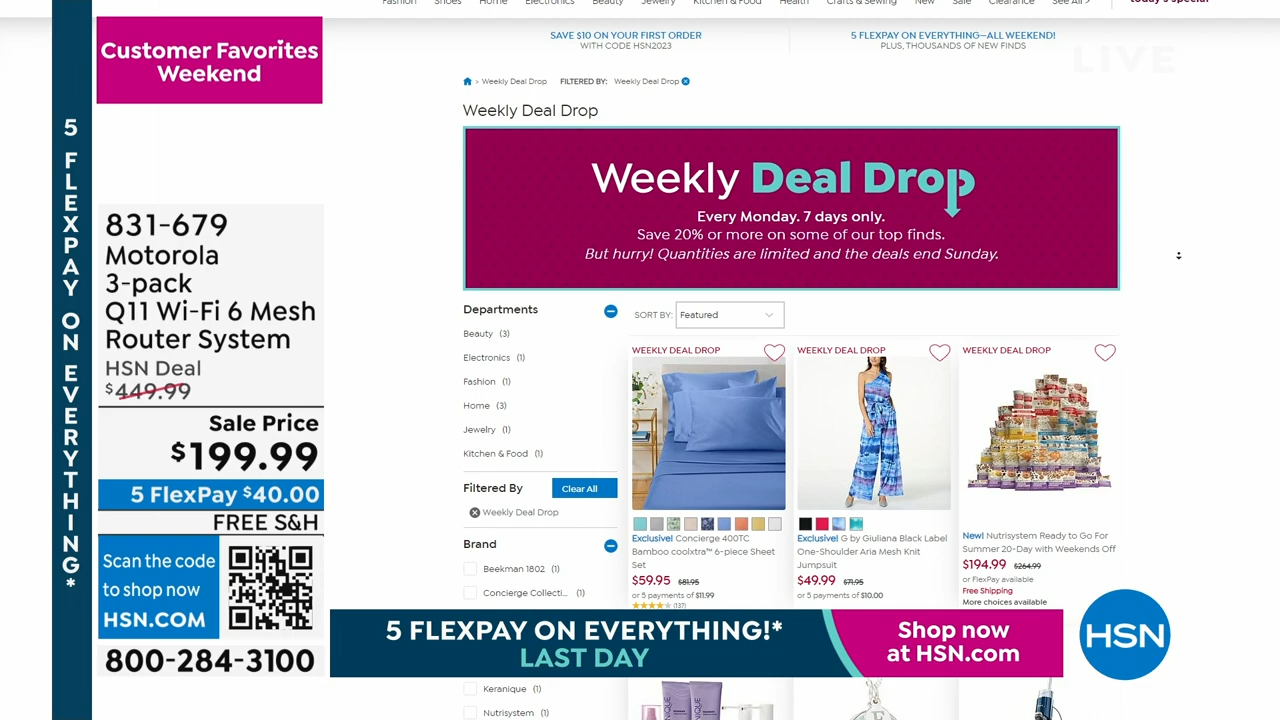 Fashion Shoes Home Electronics Beauty Jewelry Kitchen & Food Health Crafts & Sewing New Sale Clearance See All > today's special
Customer Favorites
Weekend
SAVE $10 ON YOUR FIRST ORDER
WITH CODE HSN2023
5 FLEXPAY ON EVERYTHING—ALL WEEKEND!
PLUS, THOUSANDS OF NEW FINDS
LIVE
> Weekly Deal Drop FILTERED BY: Weekly Deal Drop
Weekly Deal Drop
5 FLEXPAY ON EVERYTHING*
Weekly Deal Drop
Every Monday. 7 days only.
Save 20% or more on some of our top finds.
But hurry! Quantities are limited and the deals end Sunday.
831-679
Motorola
3-pack
Q11 Wi-Fi 6 Mesh
Router System
HSN Deal
$449.99
Sale Price
$199.99
5 FlexPay $40.00
FREE S&H
Scan the code
to shop now
HSN.COM
800-284-3100
Departments
Beauty (3)
Electronics (1)
Fashion (1)
Home (3)
Jewelry (1)
Kitchen & Food (1)
Filtered By
Clear All
Weekly Deal Drop
Brand
Beekman 1802 (1)
Concierge Collecti... (1)
Keranique (1)
Nutrisystem (1)
SORT BY: Featured
WEEKLY DEAL DROP
Exclusive! Concierge 400TC
Bamboo coolxtra™ 6-piece Sheet
Set
$59.95 $81.95
or 5 payments of $11.99
(137)
WEEKLY DEAL DROP
Exclusive! G by Giuliana Black Label
One-Shoulder Aria Mesh Knit
Jumpsuit
$49.99 $71.95
or 5 payments of $10.00
WEEKLY DEAL DROP
New! Nutrisystem Ready to Go For
Summer 20-Day with Weekends Off
$194.99 $264.99
or FlexPay available
Free Shipping
More choices available
5 FLEXPAY ON EVERYTHING!*
LAST DAY
Shop now
at HSN.com
HSN